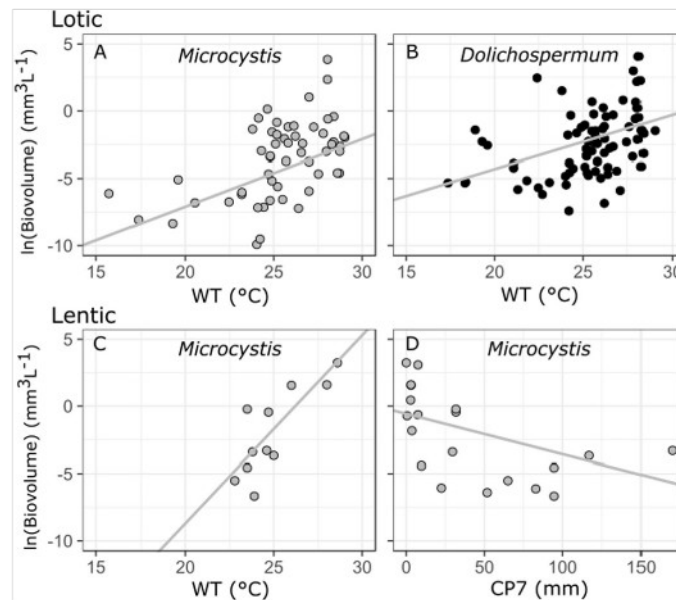 Lotic
A Microcystis
B Dolichospermum
ln(Biovolume) (mm³L⁻¹)
5
0
-5
-10
15 20 25 30
15 20 25 30
WT (°C)
WT (°C)
Lentic
C Microcystis
D Microcystis
ln(Biovolume) (mm³L⁻¹)
5
0
-5
-10
15 20 25 30
0 50 100 150
WT (°C)
CP7 (mm)